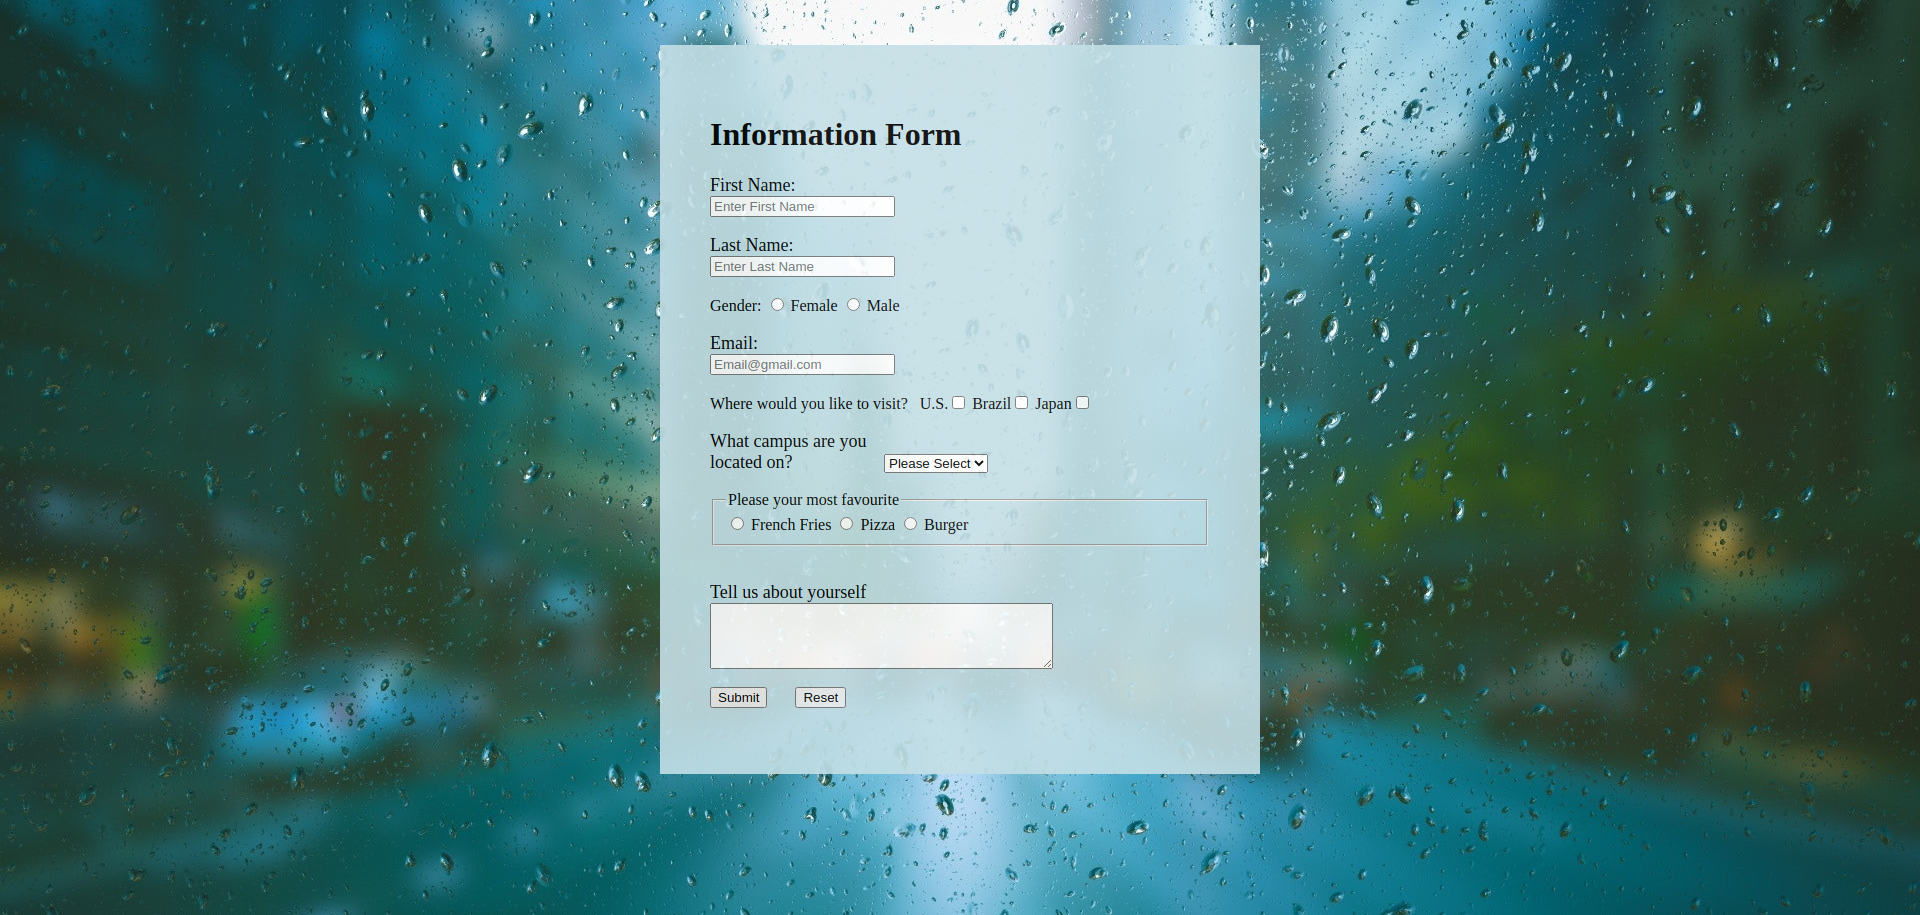 Information Form
First Name:
Enter First Name
Last Name:
Enter Last Name
Gender: Female Male
Email:
Email@gmail.com
Where would you like to visit? U.S. Brazil Japan
What campus are you
located on? Please Select
Please your most favourite
French Fries Pizza Burger
Tell us about yourself
Submit Reset